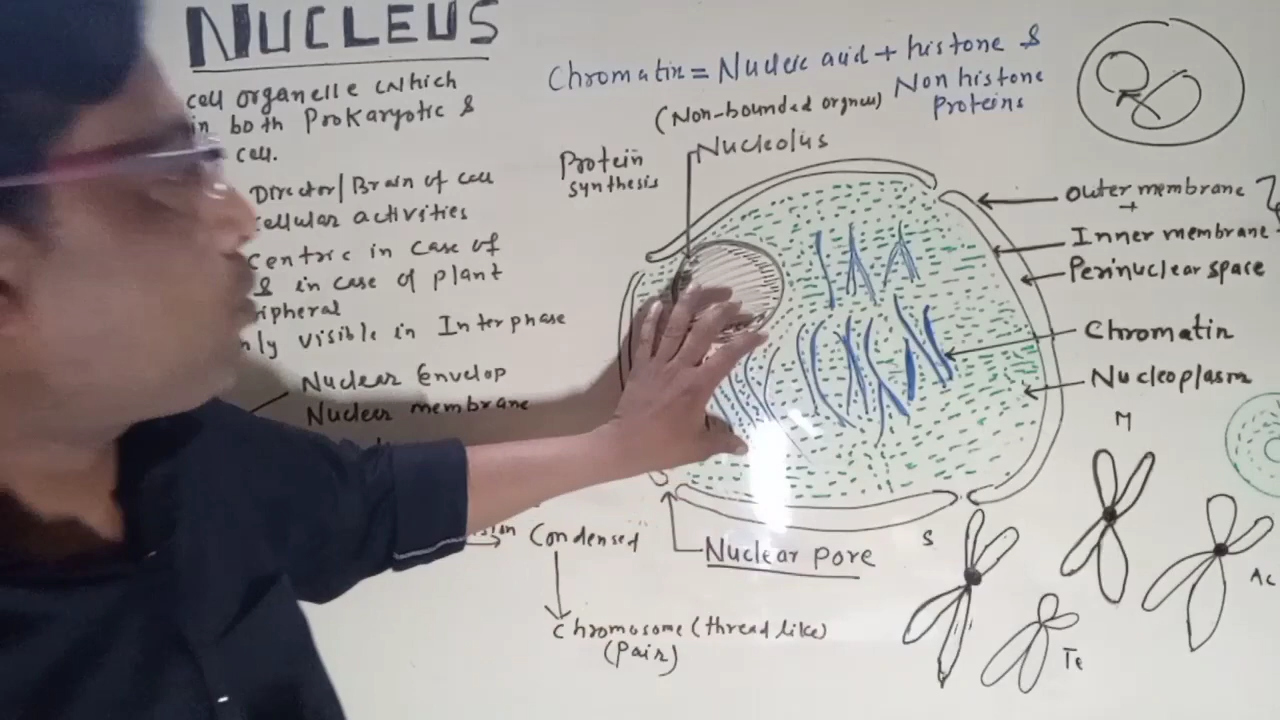 NUCLEUS
cell organelle which
in both Prokaryotic &
cell.
Director/Brain of cell
cellular activities
centric in case of
& in case of plant
ipheral
nly visible in Interphase
Nuclear Envelop
Nuclear membrane
Condensed
Chromosome (thread like)
(Pair)
Chromatin = Nucleic acid + histone &
Non histone
Proteins
(Non-bounded orgnell)
Nucleolus
Protein
synthesis
Outer membrane
+
Inner membrane
Perinuclear space
Chromatin
Nucleoplasm
Nuclear pore
M
S
Ac
Te